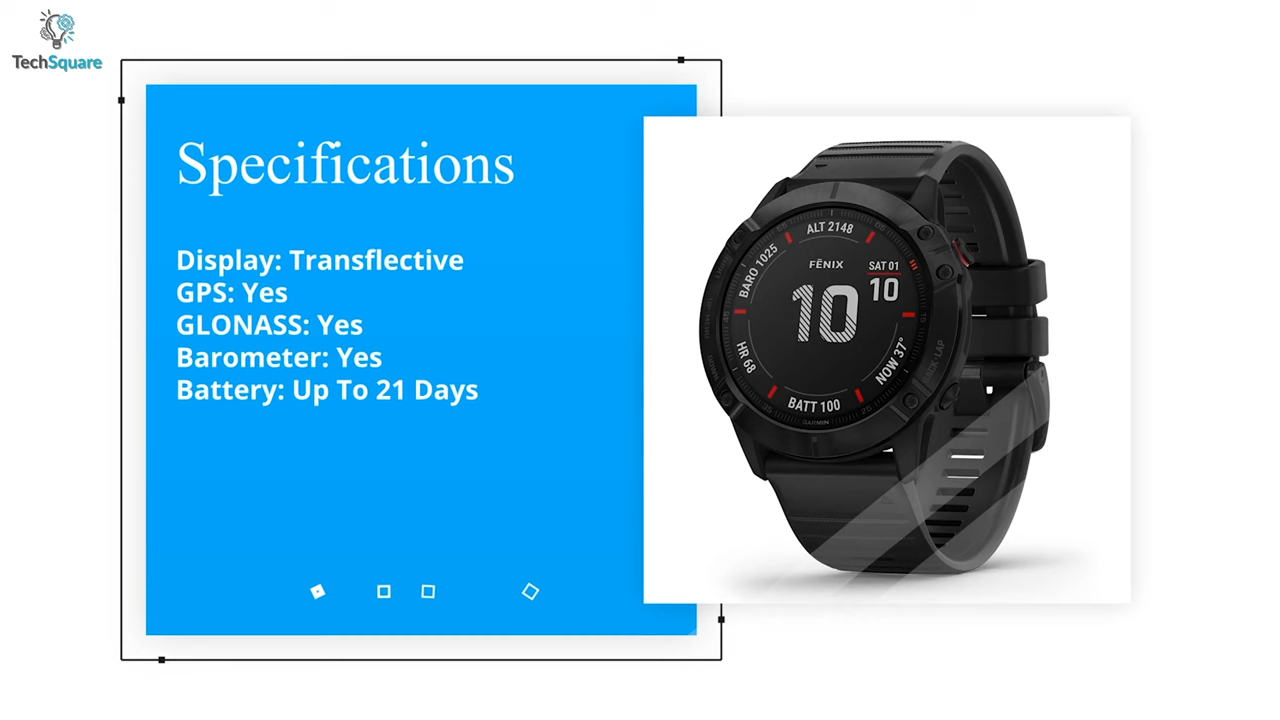 TechSquare
Specifications
Display: Transflective
GPS: Yes
GLONASS: Yes
Barometer: Yes
Battery: Up To 21 Days
ALT 2148
BARO 1025
FĒNIX
SAT 01
10
10
HR 68
NOW 37°
BATT 100
GARMIN